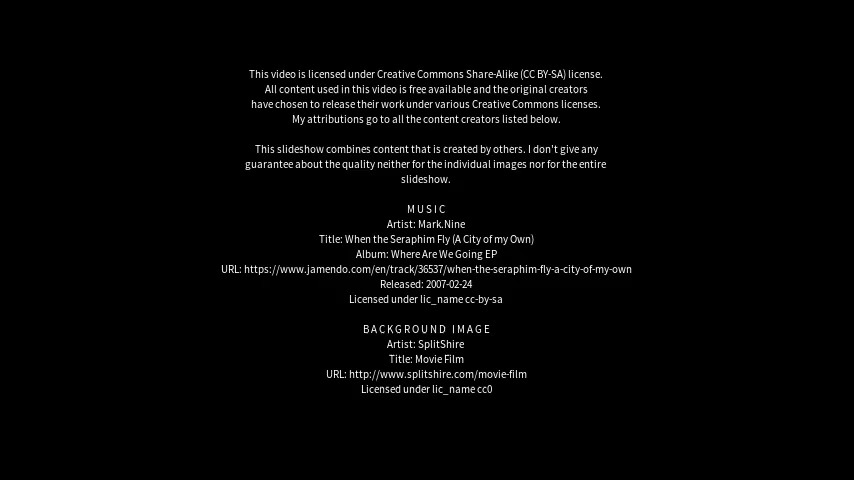 This video is licensed under Creative Commons Share-Alike (CC BY-SA) license.
All content used in this video is free available and the original creators
have chosen to release their work under various Creative Commons licenses.
My attributions go to all the content creators listed below.
This slideshow combines content that is created by others. I don't give any
guarantee about the quality neither for the individual images nor for the entire
slideshow.
MUSIC
Artist: Mark.Nine
Title: When the Seraphim Fly (A City of my Own)
Album: Where Are We Going EP
URL: https://www.jamendo.com/en/track/36537/when-the-seraphim-fly-a-city-of-my-own
Released: 2007-02-24
Licensed under lic_name cc-by-sa
BACKGROUND IMAGE
Artist: SplitShire
Title: Movie Film
URL: http://www.splitshire.com/movie-film
Licensed under lic_name cc0